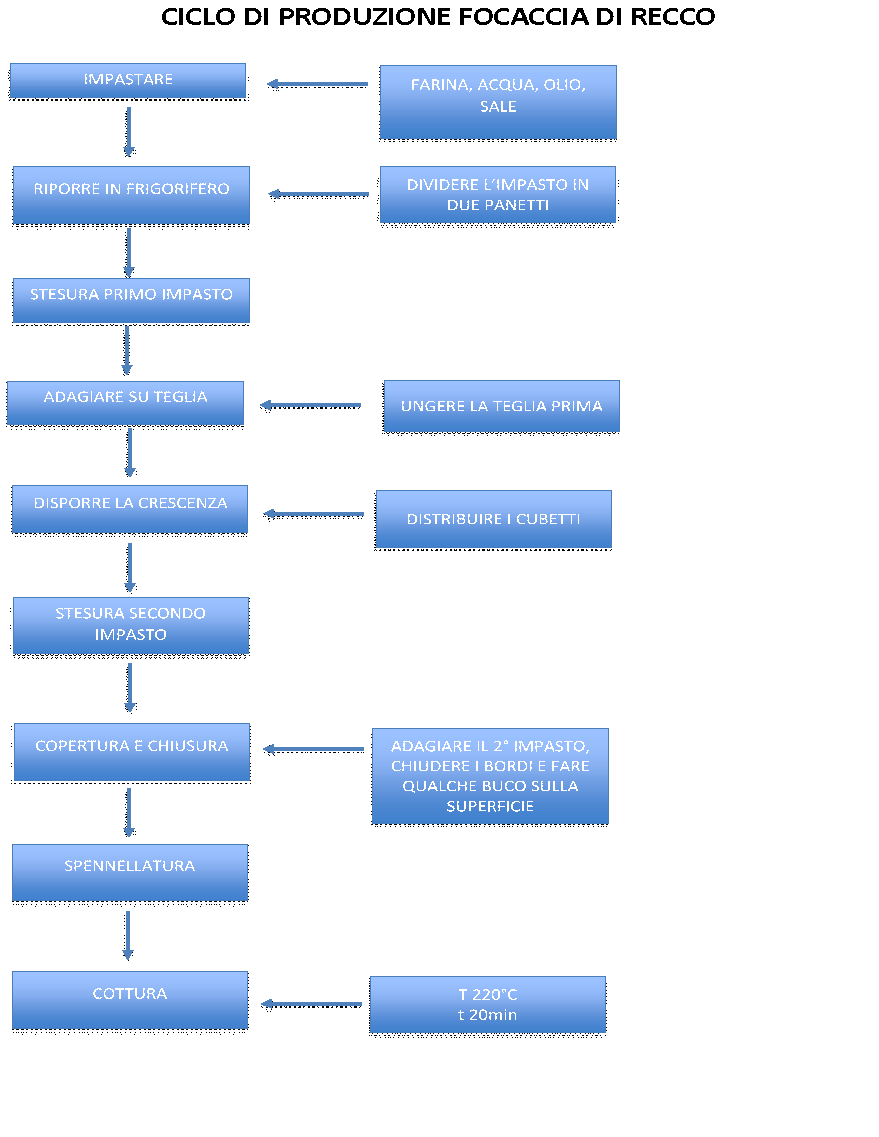 CICLO DI PRODUZIONE FOCACCIA DI RECCO
IMPASTARE
FARINA, ACQUA, OLIO,
SALE
RIPORRE IN FRIGORIFERO
DIVIDERE L'IMPASTO IN
DUE PANETTI
STESURA PRIMO IMPASTO
ADAGIARE SU TEGLIA
UNGERE LA TEGLIA PRIMA
DISPORRE LA CRESCENZA
DISTRIBUIRE I CUBETTI
STESURA SECONDO
IMPASTO
COPERTURA E CHIUSURA
ADAGIARE IL 2° IMPASTO,
CHIUDERE I BORDI E FARE
QUALCHE BUCO SULLA
SUPERFICIE
SPENNELLATURA
COTTURA
T 220°C
t 20min